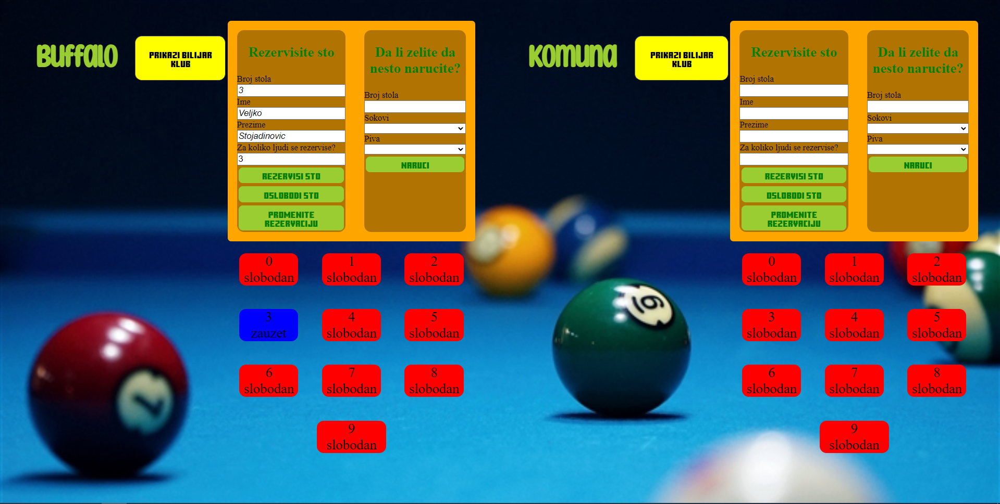 Buffalo
PRIKAZI BILIJAR
KLUB
Rezervisite sto
Broj stola
3
Ime
Veljko
Prezime
Stojadinovic
Za koliko ljudi se rezervise?
3
REZERVISI STO
OSLOBODI STO
PROMENITE
REZERVACIJU
Da li zelite da
nesto narucite?
Broj stola
Sokovi
Piva
NARUCI
0
slobodan
1
slobodan
2
slobodan
3
zauzet
4
slobodan
5
slobodan
6
slobodan
7
slobodan
8
slobodan
9
slobodan
Komuna
PRIKAZI BILIJAR
KLUB
Rezervisite sto
Broj stola
Ime
Prezime
Za koliko ljudi se rezervise?
REZERVISI STO
OSLOBODI STO
PROMENITE
REZERVACIJU
Da li zelite da
nesto narucite?
Broj stola
Sokovi
Piva
NARUCI
0
slobodan
1
slobodan
2
slobodan
3
slobodan
4
slobodan
5
slobodan
6
slobodan
7
slobodan
8
slobodan
9
slobodan
7
6